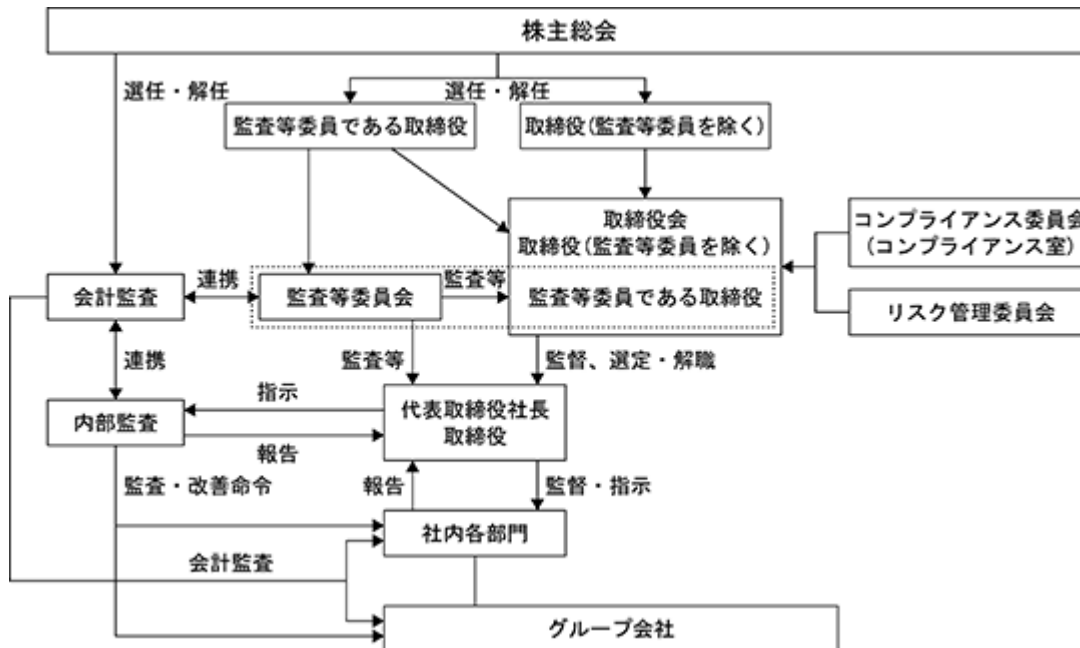 株主総会
選任・解任
選任・解任
監査等委員である取締役
取締役(監査等委員を除く)
取締役会
取締役(監査等委員を除く)
コンプライアンス委員会
(コンプライアンス室)
連携
監査等
会計監査
監査等委員会
監査等委員である取締役
リスク管理委員会
連携
監査等
監督、選定・解職
指示
代表取締役社長
取締役
内部監査
報告
監査・改善命令
報告
監督・指示
社内各部門
会計監査
グループ会社